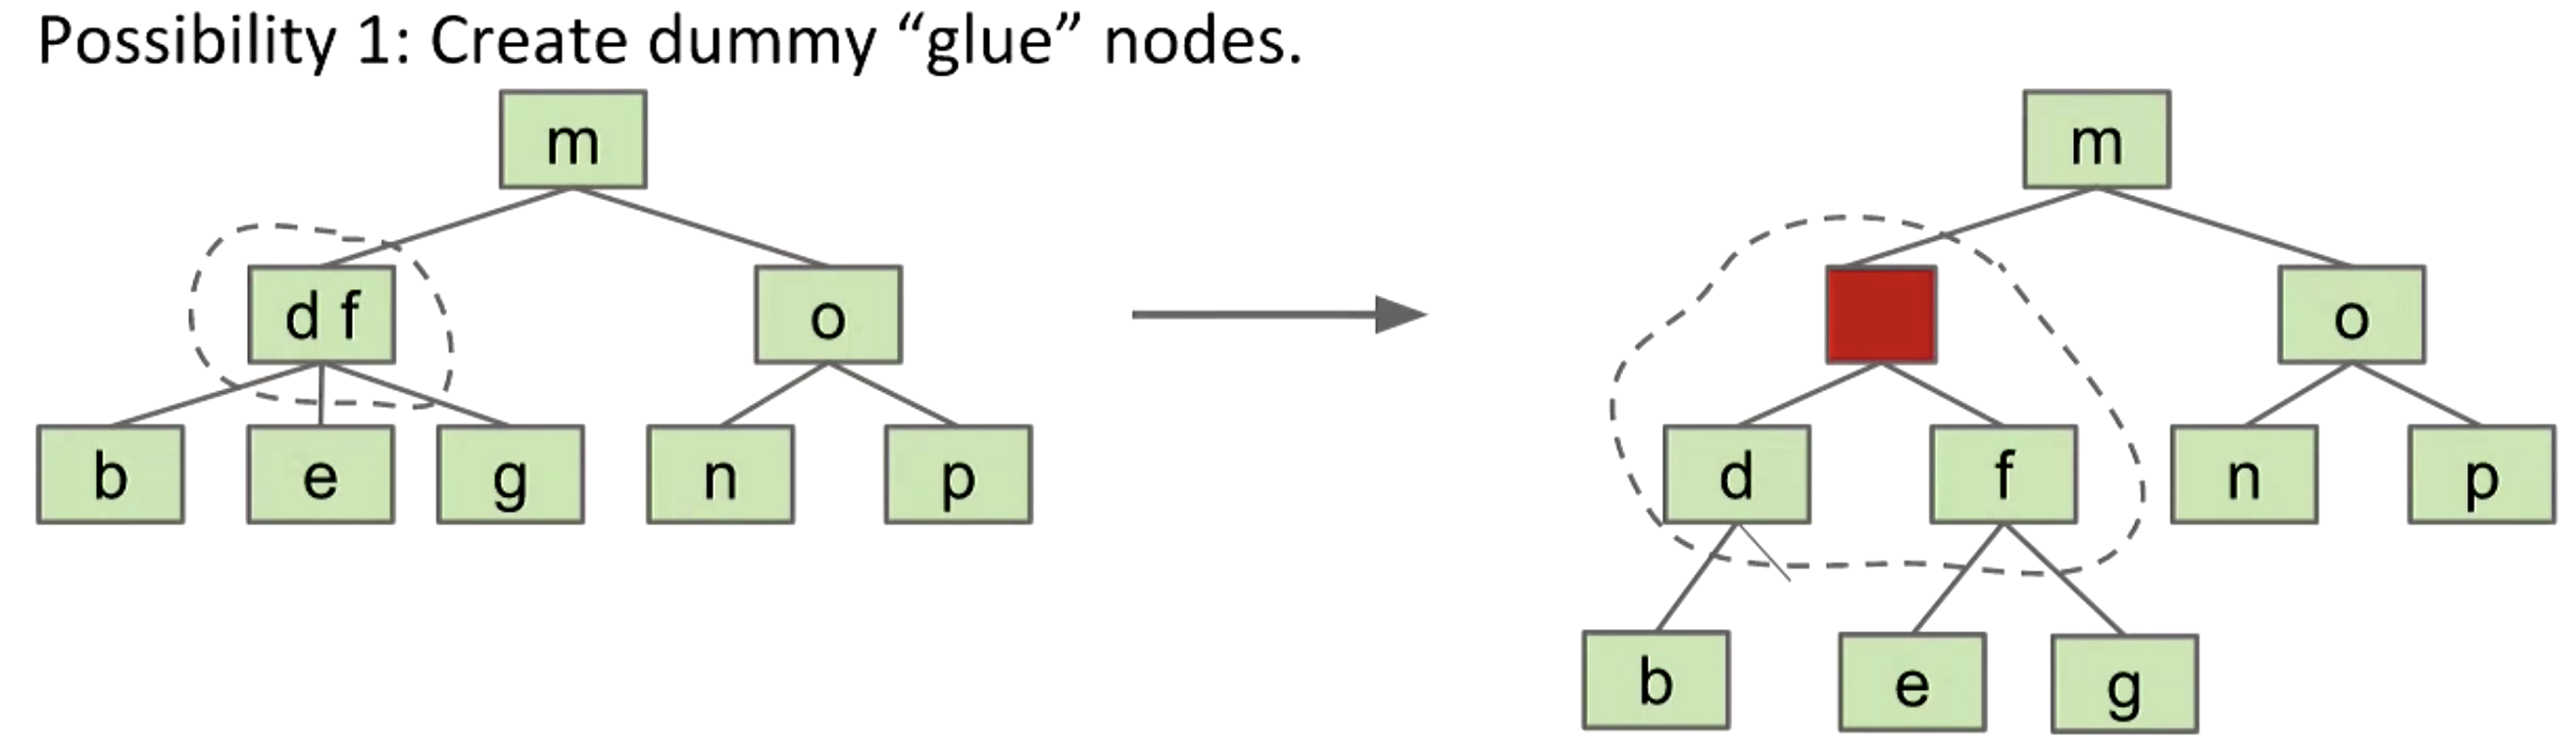 Possibility 1: Create dummy “glue” nodes.
m
d f
o
b
e
g
n
p
m
o
d
f
n
p
b
e
g